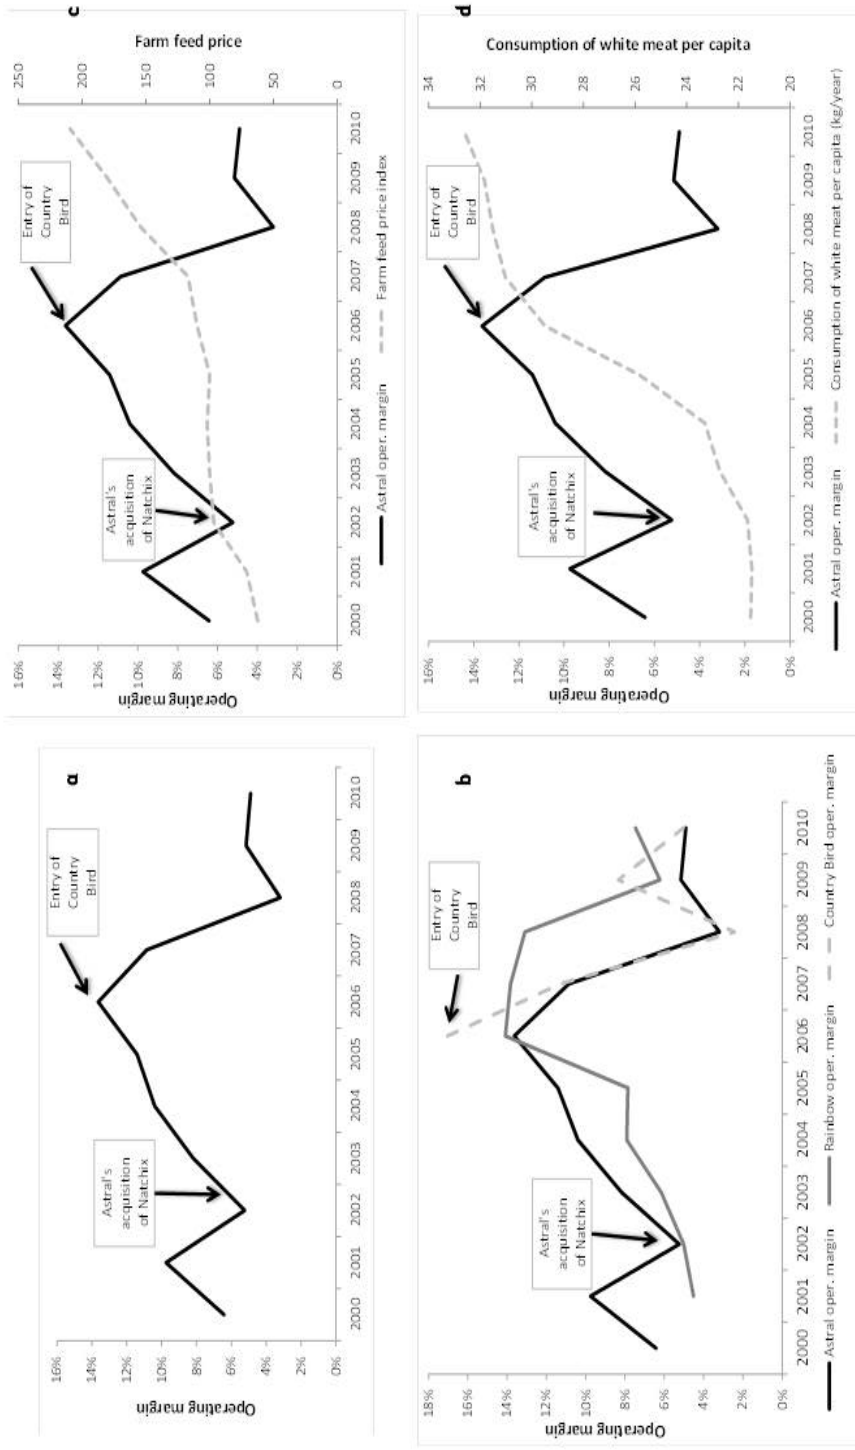 a
Operating margin
16%
14%
12%
10%
8%
6%
4%
2%
0%
Astral's
acquisition
of Natchix
Entry of
Country
Bird
2000 2001 2002 2003 2004 2005 2006 2007 2008 2009 2010
c
Operating margin
16%
14%
12%
10%
8%
6%
4%
2%
0%
Astral's
acquisition
of Natchix
Entry of
Country
Bird
250
200
150
100
50
0
Farm feed price
2000 2001 2002 2003 2004 2005 2006 2007 2008 2009 2010
Astral oper. margin Farm feed price index
b
Operating margin
18%
16%
14%
12%
10%
8%
6%
4%
2%
0%
Astral's
acquisition
of Natchix
Entry of
Country
Bird
2000 2001 2002 2003 2004 2005 2006 2007 2008 2009 2010
Astral oper. margin Rainbow oper. margin Country Bird oper. margin
d
Operating margin
16%
14%
12%
10%
8%
6%
4%
2%
0%
Astral's
acquisition
of Natchix
Entry of
Country
Bird
34
32
30
28
26
24
22
20
Consumption of white meat per capita
2000 2001 2002 2003 2004 2005 2006 2007 2008 2009 2010
Astral oper. margin Consumption of white meat per capita (kg/year)